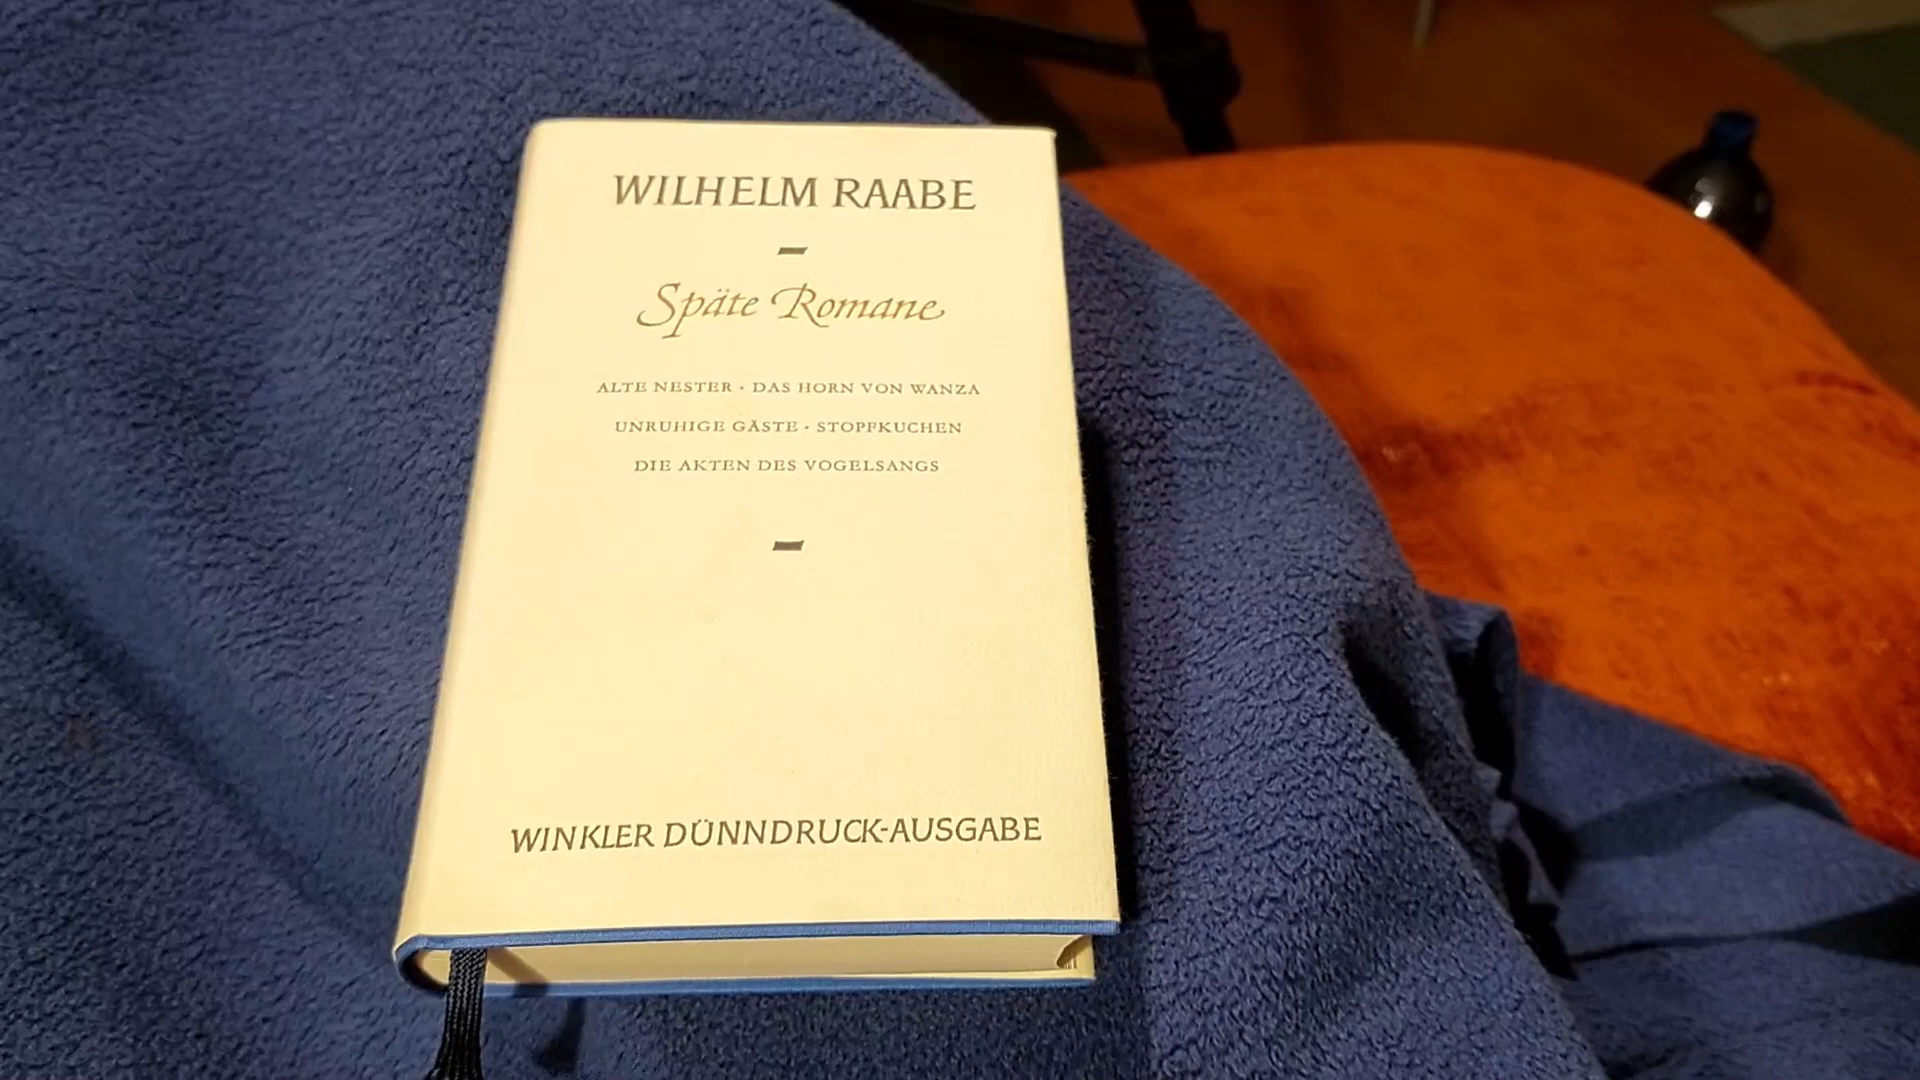 WILHELM RAABE
Späte Romane
ALTE NESTER · DAS HORN VON WANZA
UNRUHIGE GÄSTE · STOPFKUCHEN
DIE AKTEN DES VOGELSANGS
WINKLER DÜNNDRUCK-AUSGABE